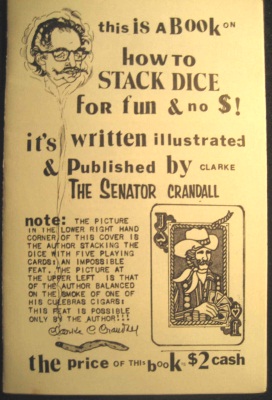 this is A BOOK ON
HOW TO
STACK DICE
FOR fun & no $!
it's written illustrated
& Published by CLARKE
THE SENATOR CRANDALL
note: THE PICTURE
IN THE LOWER RIGHT HAND
CORNER OF THIS COVER IS
THE AUTHOR STACKING THE
DICE WITH FIVE PLAYING
CARDS: AN IMPOSSIBLE
FEAT. THE PICTURE AT
THE UPPER LEFT IS THAT
OF THE AUTHOR BALANCED
ON THE SMOKE OF ONE OF
HIS CULEBRAS CIGARS:
THIS FEAT IS POSSIBLE
ONLY BY THE AUTHOR!!!
the PRICE OF THIS book~ $2 cash